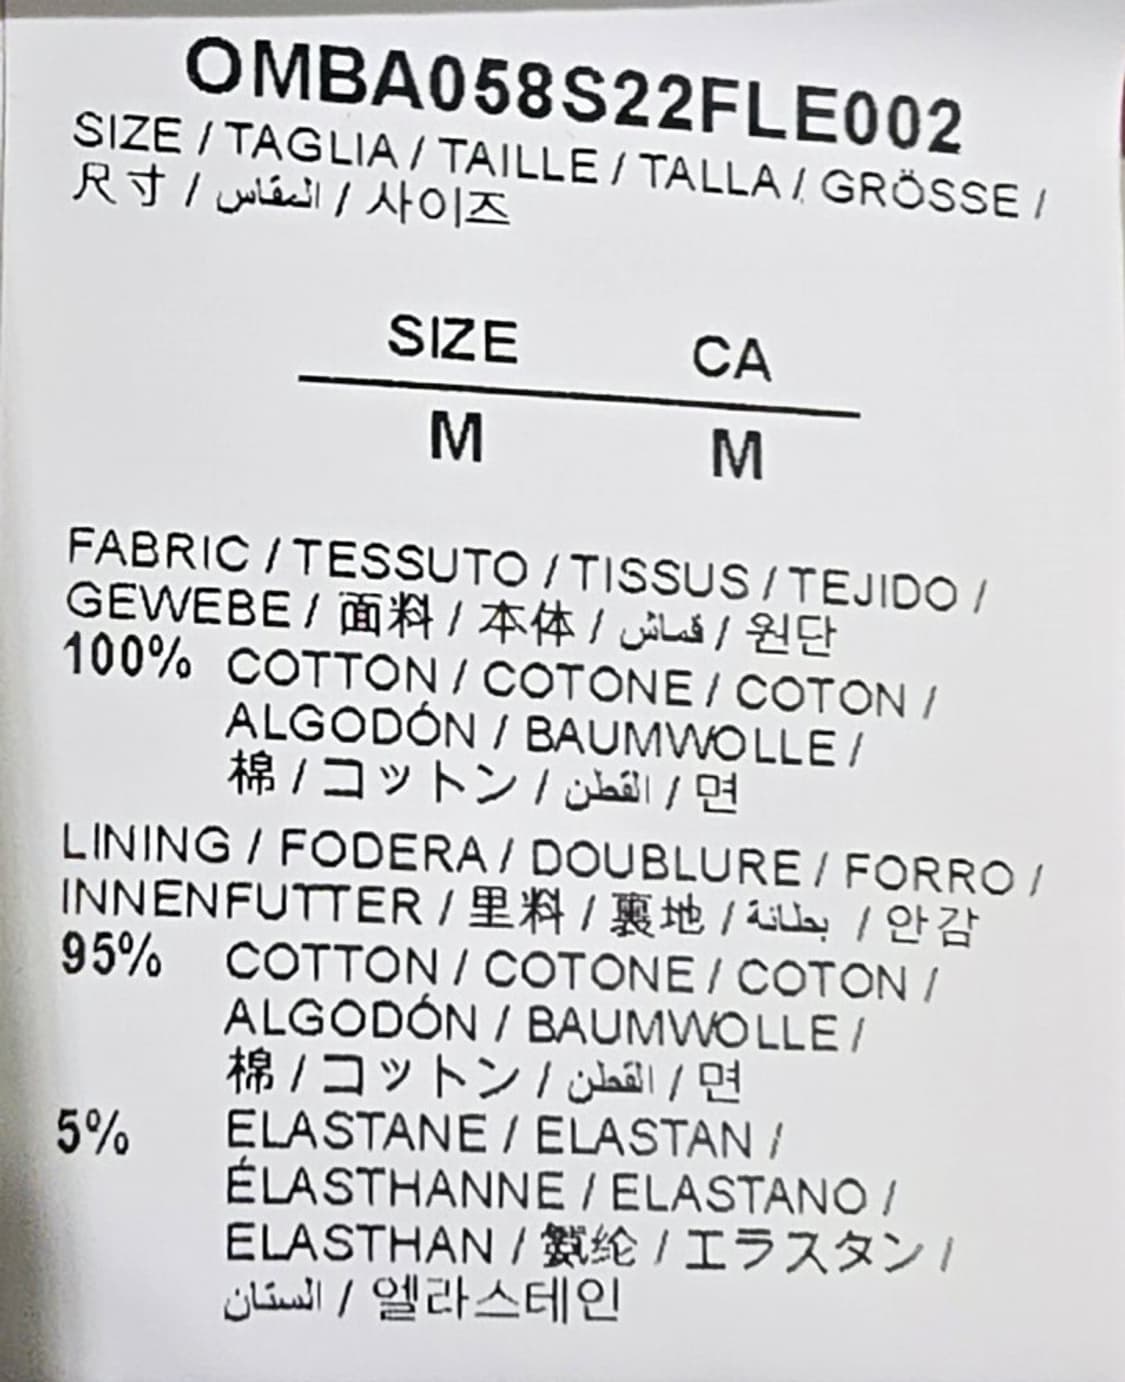 OMBA058S22FLE002
SIZE / TAGLIA / TAILLE / TALLA / GRÖSSE /
尺寸 / المقاس / 사이즈
SIZE CA
M M
FABRIC / TESSUTO / TISSUS / TEJIDO /
GEWEBE / 面料 / 本体 / قماش / 원단
100% COTTON / COTONE / COTON /
ALGODÓN / BAUMWOLLE /
棉 / コットン / القطن / 면
LINING / FODERA / DOUBLURE / FORRO /
INNENFUTTER / 里料 / 裏地 / بطانة / 안감
95% COTTON / COTONE / COTON /
ALGODÓN / BAUMWOLLE /
棉 / コットン / القطن / 면
5% ELASTANE / ELASTAN /
ÉLASTHANNE / ELASTANO /
ELASTHAN / / エラスタン /
/ 엘라스테인